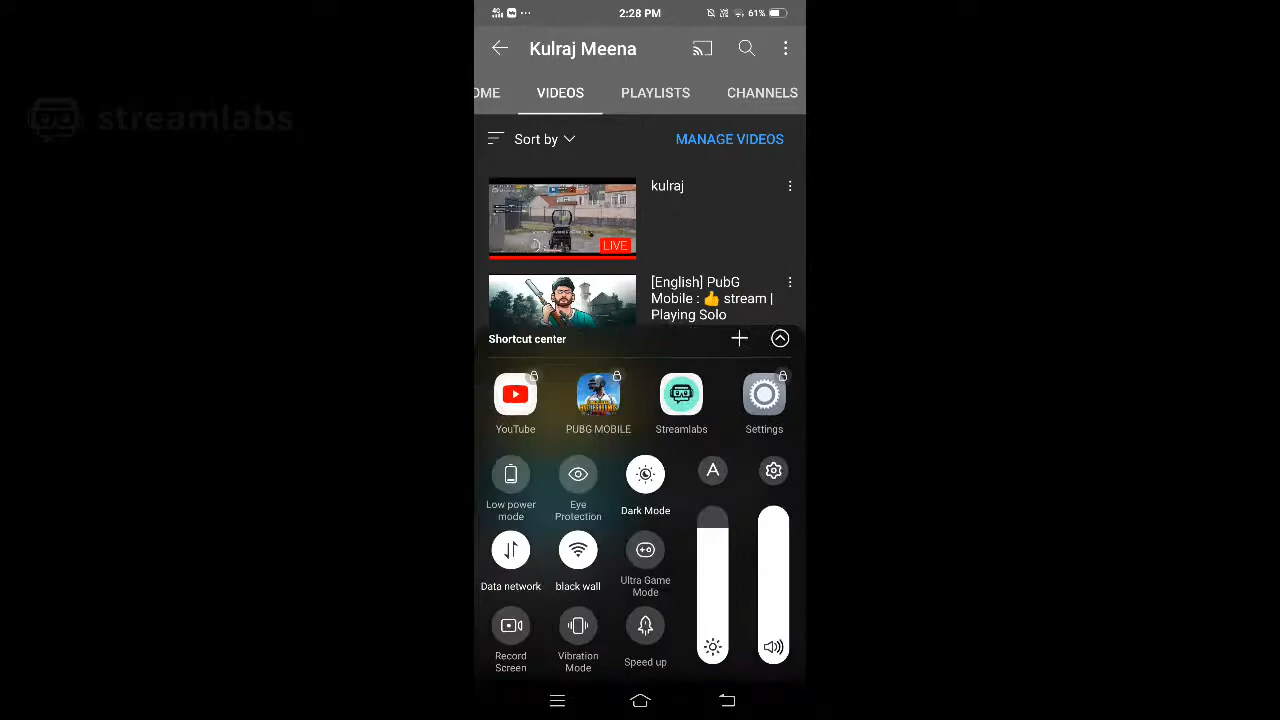 4G
2:28 PM
61%
Kulraj Meena
OME
VIDEOS
PLAYLISTS
CHANNELS
streamlabs
Sort by
MANAGE VIDEOS
kulraj
LIVE
[English] PubG
Mobile : 👍 stream |
Playing Solo
Shortcut center
YouTube
PUBG MOBILE
Streamlabs
Settings
Low power
mode
Eye
Protection
Dark Mode
A
Data network
black wall
Ultra Game
Mode
Record
Screen
Vibration
Mode
Speed up